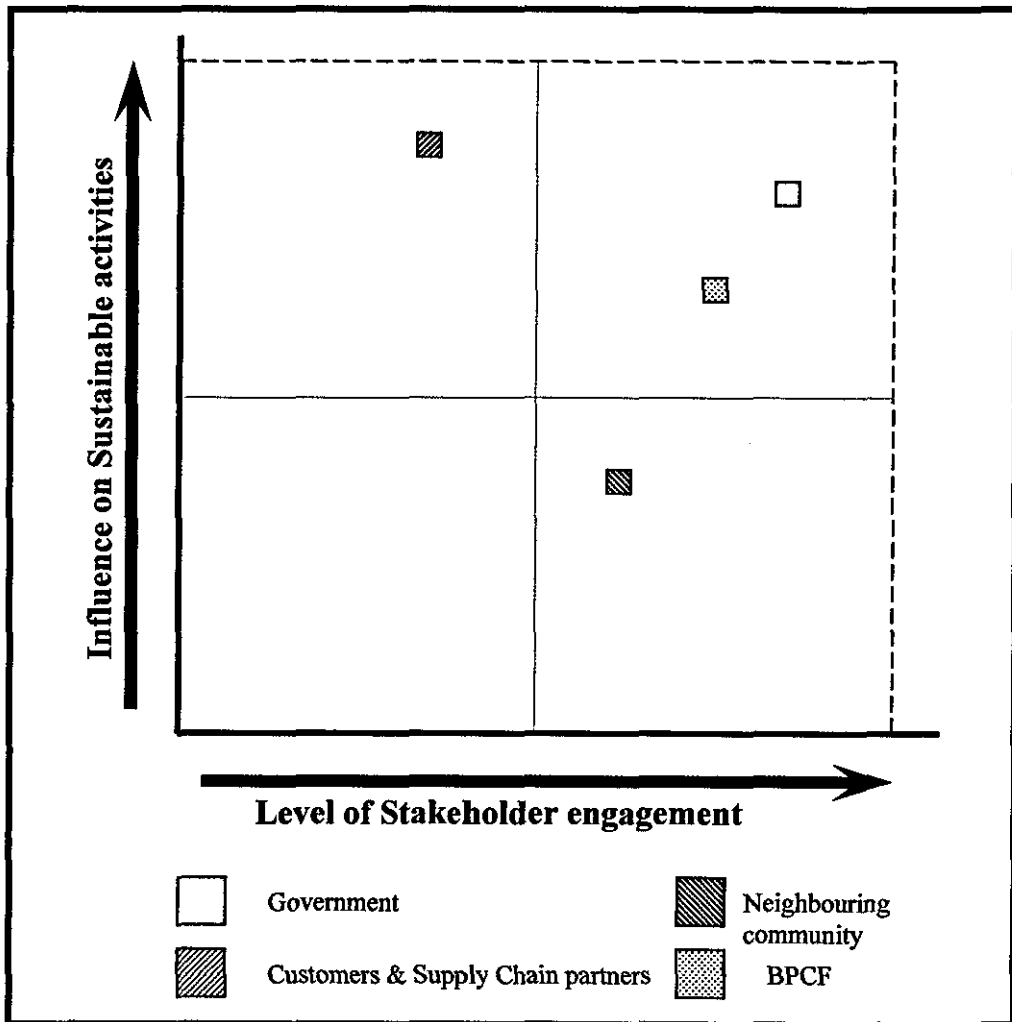 Influence on Sustainable activities
Level of Stakeholder engagement
Government
Neighbouring
community
Customers & Supply Chain partners
BPCF